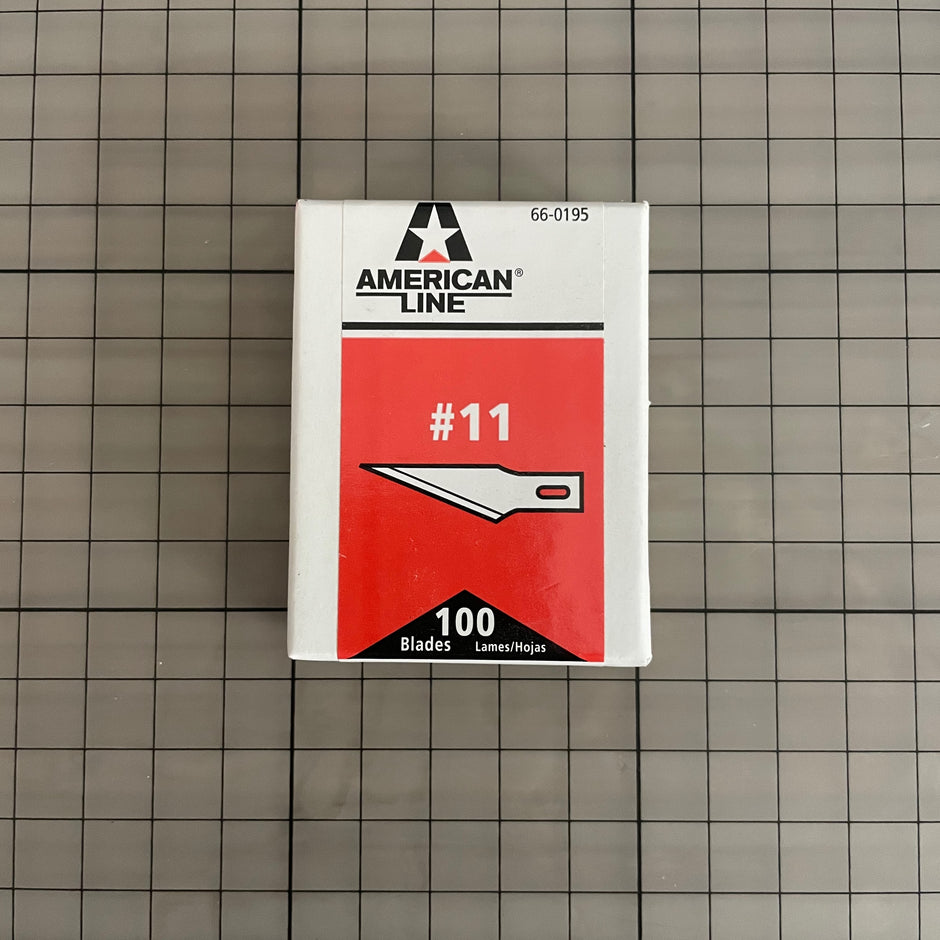 66-0195
AMERICAN®
LINE
#11
100
Blades Lames/Hojas